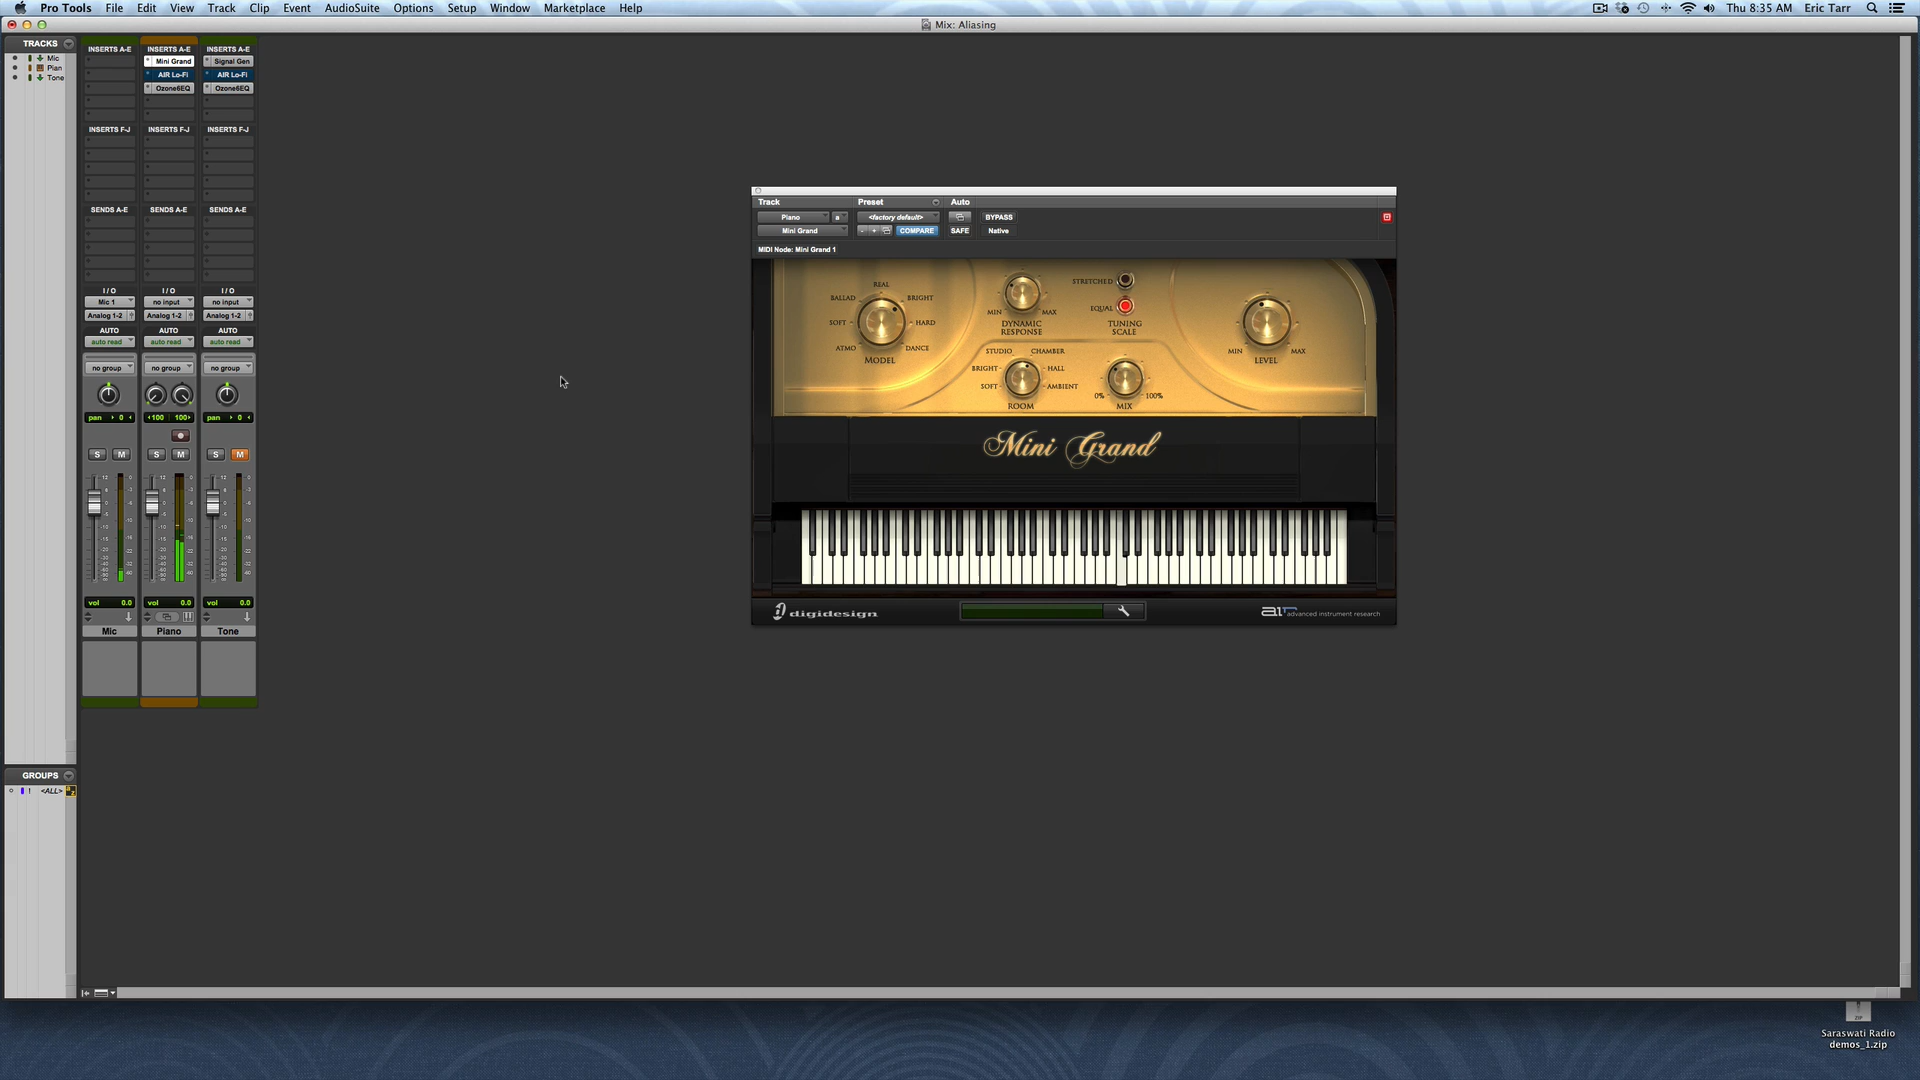 Pro Tools File Edit View Track Clip Event AudioSuite Options Setup Window Marketplace Help
Thu 8:35 AM Eric Tarr
Mix: Aliasing
TRACKS
Mic
Pian
Tone
INSERTS A-E INSERTS A-E INSERTS A-E
Mini Grand Signal Gen
AIR Lo-Fi AIR Lo-Fi
Ozone6EQ Ozone6EQ
INSERTS F-J INSERTS F-J INSERTS F-J
SENDS A-E SENDS A-E SENDS A-E
I / O I / O I / O
Mic 1 no input no input
Analog 1-2 Analog 1-2 Analog 1-2
AUTO AUTO AUTO
auto read auto read auto read
no group no group no group
pan 0 100 100 pan 0
S M S M S M
vol 0.0 vol 0.0 vol 0.0
Mic Piano Tone
GROUPS
! <ALL>
Track Preset Auto
Piano a <factory default> BYPASS
Mini Grand - + COMPARE SAFE Native
MIDI Node: Mini Grand 1
REAL
BALLAD BRIGHT
SOFT HARD
ATMO DANCE
MODEL
MIN MAX
DYNAMIC
RESPONSE
STRETCHED
EQUAL
TUNING
SCALE
MIN MAX
LEVEL
STUDIO CHAMBER
BRIGHT HALL
SOFT AMBIENT
ROOM
0% 100%
MIX
Mini Grand
digidesign
air advanced instrument research
ZIP
Saraswati Radio
demos_1.zip